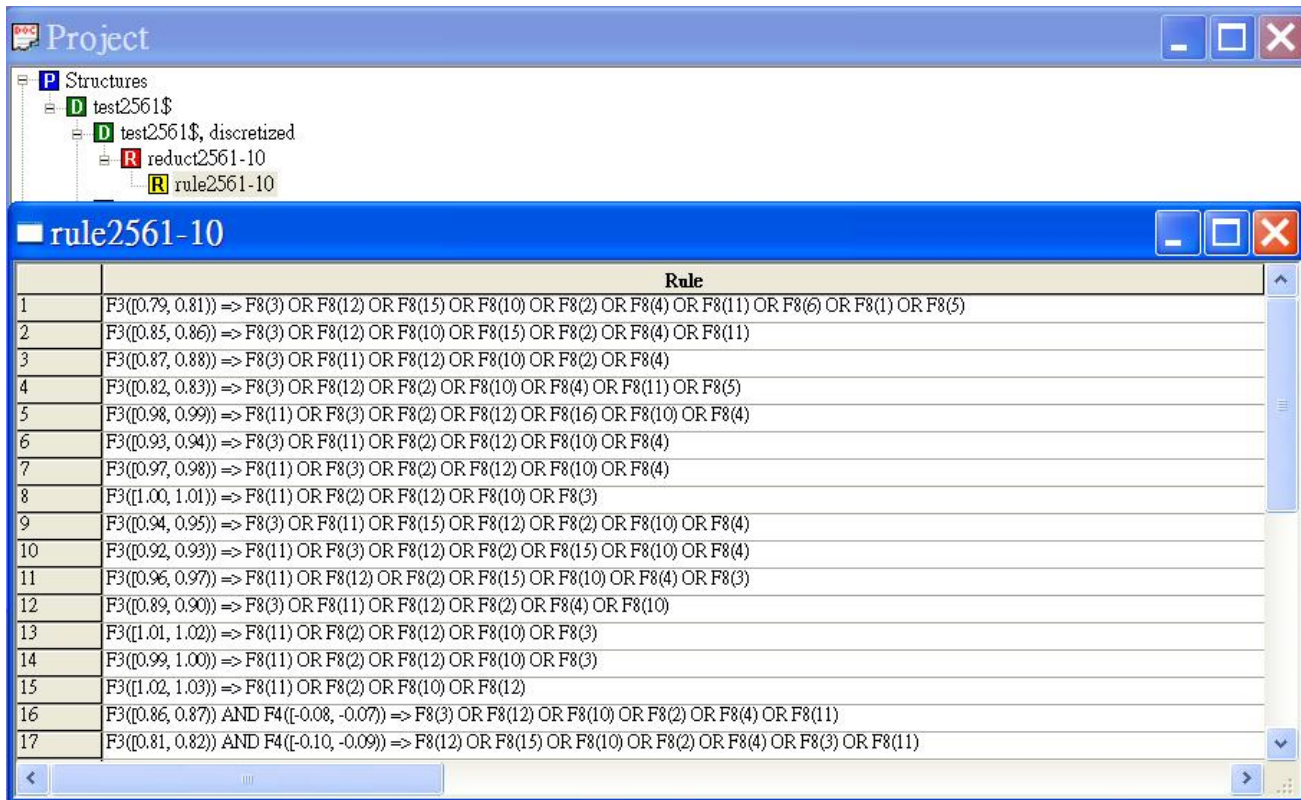 Project
Structures
test2561$
test2561$, discretized
reduct2561-10
rule2561-10
rule2561-10
Rule
1 F3([0.79, 0.81)) => F8(3) OR F8(12) OR F8(15) OR F8(10) OR F8(2) OR F8(4) OR F8(11) OR F8(6) OR F8(1) OR F8(5)
2 F3([0.85, 0.86)) => F8(3) OR F8(12) OR F8(10) OR F8(15) OR F8(2) OR F8(4) OR F8(11)
3 F3([0.87, 0.88)) => F8(3) OR F8(11) OR F8(12) OR F8(10) OR F8(2) OR F8(4)
4 F3([0.82, 0.83)) => F8(3) OR F8(12) OR F8(2) OR F8(10) OR F8(4) OR F8(11) OR F8(5)
5 F3([0.98, 0.99)) => F8(11) OR F8(3) OR F8(2) OR F8(12) OR F8(16) OR F8(10) OR F8(4)
6 F3([0.93, 0.94)) => F8(3) OR F8(11) OR F8(2) OR F8(12) OR F8(10) OR F8(4)
7 F3([0.97, 0.98)) => F8(11) OR F8(3) OR F8(2) OR F8(12) OR F8(10) OR F8(4)
8 F3([1.00, 1.01)) => F8(11) OR F8(2) OR F8(12) OR F8(10) OR F8(3)
9 F3([0.94, 0.95)) => F8(3) OR F8(11) OR F8(15) OR F8(12) OR F8(2) OR F8(10) OR F8(4)
10 F3([0.92, 0.93)) => F8(11) OR F8(3) OR F8(12) OR F8(2) OR F8(15) OR F8(10) OR F8(4)
11 F3([0.96, 0.97)) => F8(11) OR F8(12) OR F8(2) OR F8(15) OR F8(10) OR F8(4) OR F8(3)
12 F3([0.89, 0.90)) => F8(3) OR F8(11) OR F8(12) OR F8(2) OR F8(4) OR F8(10)
13 F3([1.01, 1.02)) => F8(11) OR F8(2) OR F8(12) OR F8(10) OR F8(3)
14 F3([0.99, 1.00)) => F8(11) OR F8(2) OR F8(12) OR F8(10) OR F8(3)
15 F3([1.02, 1.03)) => F8(11) OR F8(2) OR F8(10) OR F8(12)
16 F3([0.86, 0.87)) AND F4([-0.08, -0.07)) => F8(3) OR F8(12) OR F8(10) OR F8(2) OR F8(4) OR F8(11)
17 F3([0.81, 0.82)) AND F4([-0.10, -0.09)) => F8(12) OR F8(15) OR F8(10) OR F8(2) OR F8(4) OR F8(3) OR F8(11)